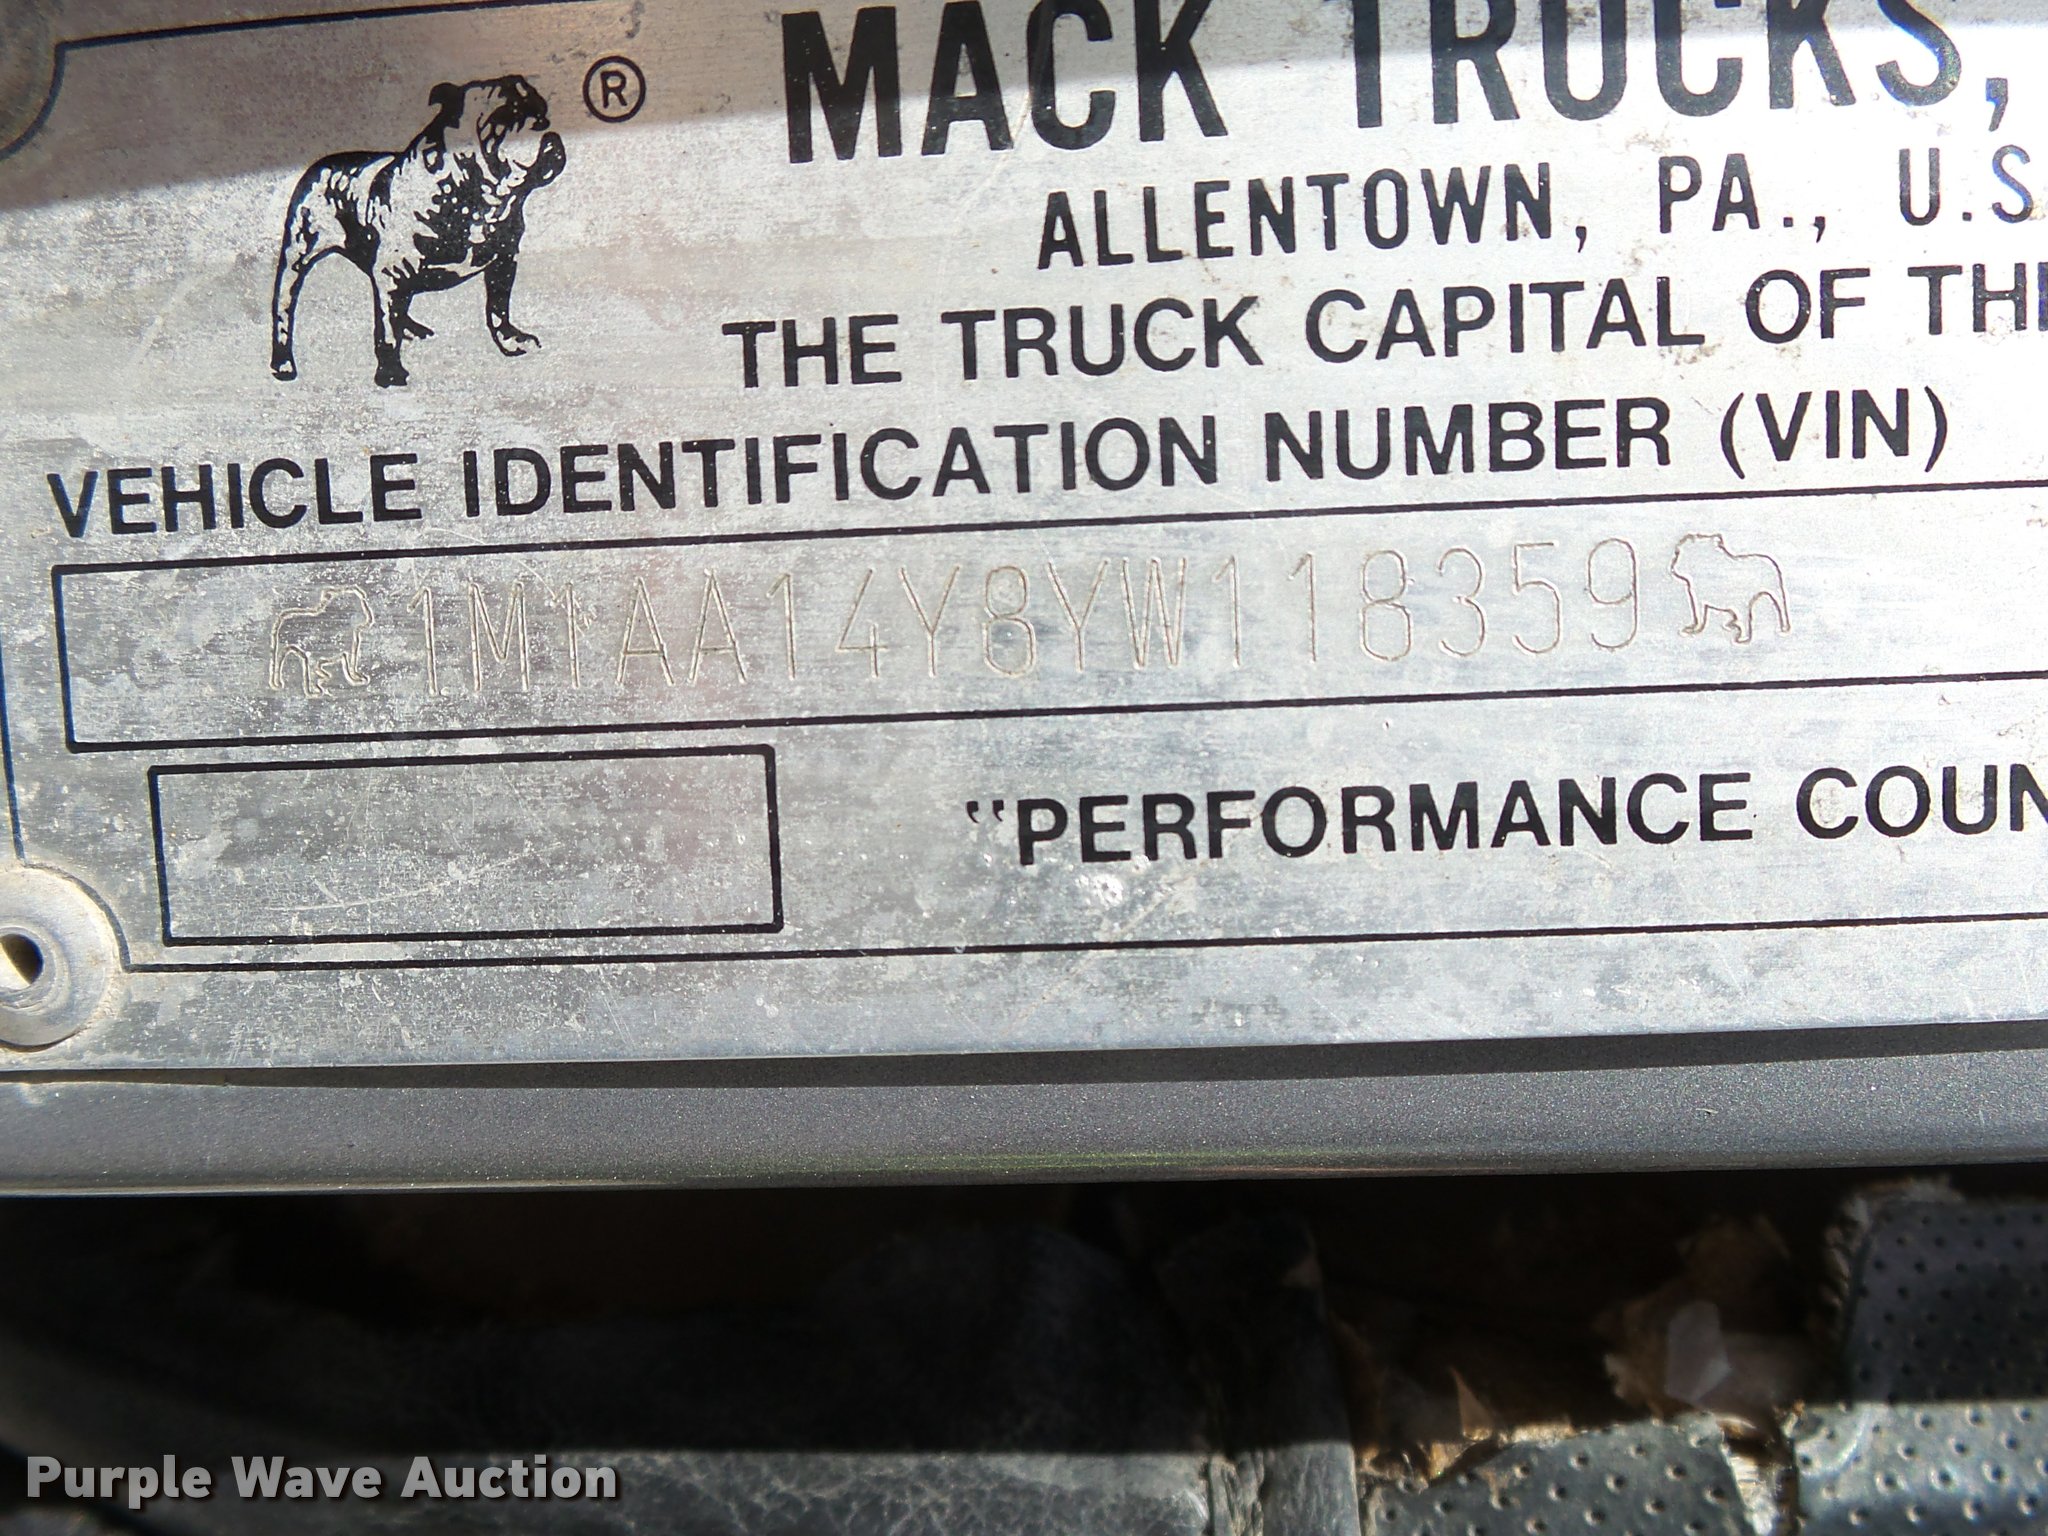 ®
MACK TRUCKS,
ALLENTOWN, PA., U.S
THE TRUCK CAPITAL OF TH
VEHICLE IDENTIFICATION NUMBER (VIN)
1M1AA14Y8YW118359
"PERFORMANCE COUN
Purple Wave Auction